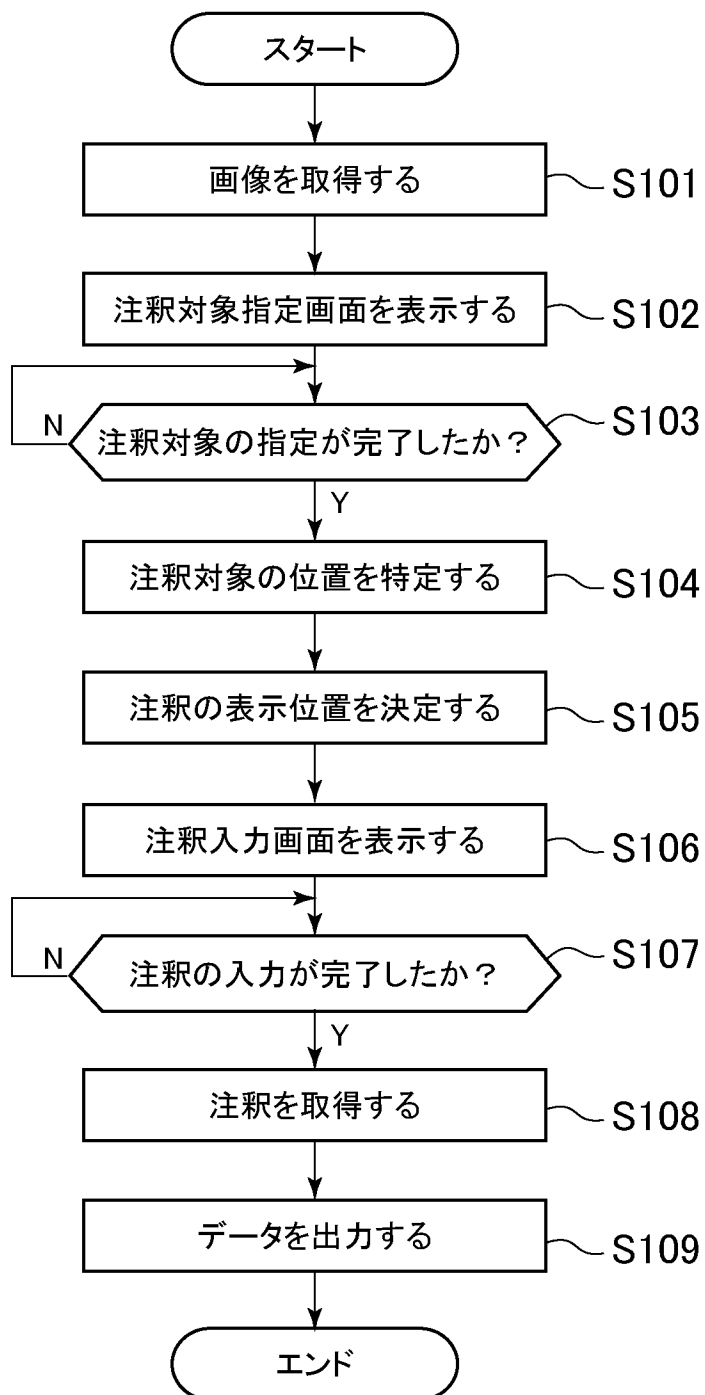 スタート
画像を取得する
S101
注釈対象指定画面を表示する
S102
注釈対象の指定が完了したか？
S103
N
Y
注釈対象の位置を特定する
S104
注釈の表示位置を決定する
S105
注釈入力画面を表示する
S106
注釈の入力が完了したか？
S107
N
Y
注釈を取得する
S108
データを出力する
S109
エンド